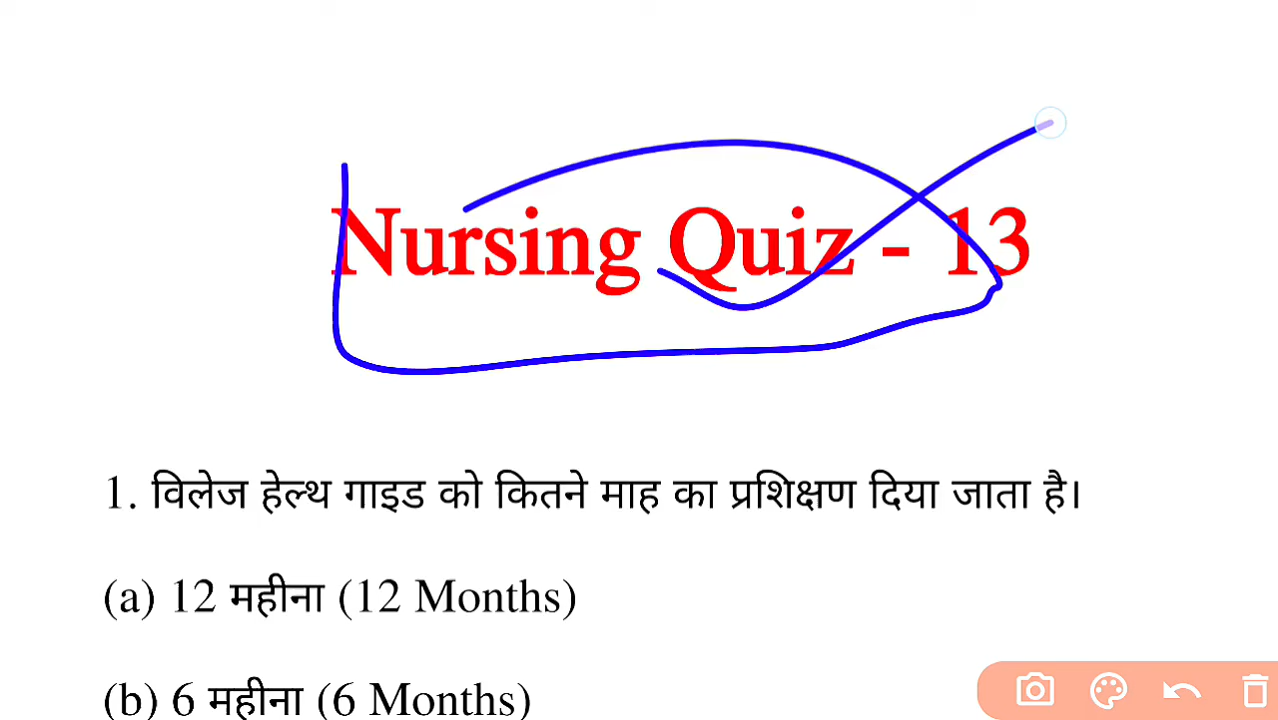 Nursing Quiz - 13
1. विलेज हेल्थ गाइड को कितने माह का प्रशिक्षण दिया जाता है।
(a) 12 महीना (12 Months)
(b) 6 महीना (6 Months)